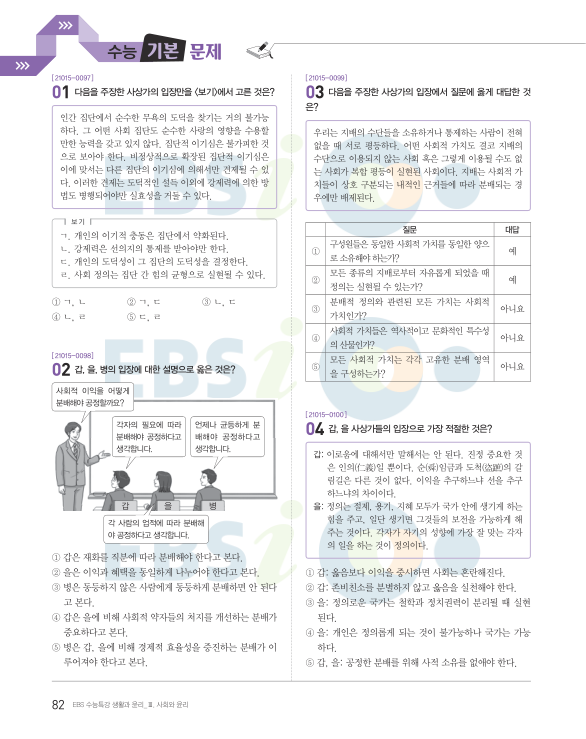 수능 기본 문제
[21015-0097]
01 다음을 주장한 사상가의 입장만을 <보기>에서 고른 것은?
인간 집단에서 순수한 무욕의 도덕을 찾기는 거의 불가능
하다. 그 어떤 사회 집단도 순수한 사랑의 영향을 수용할
만한 능력을 갖고 있지 않다. 집단적 이기심은 불가피한 것
으로 보아야 한다. 비정상적으로 확장된 집단적 이기심은
이에 맞서는 다른 집단의 이기심에 의해서만 견제될 수 있
다. 이러한 견제는 도덕적인 설득 이외에 강제력에 의한 방
법도 병행되어야만 실효성을 거둘 수 있다.
보기
ㄱ. 개인의 이기적 충동은 집단에서 약화된다.
ㄴ. 강제력은 선의지의 통제를 받아야만 한다.
ㄷ. 개인의 도덕성이 그 집단의 도덕성을 결정한다.
ㄹ. 사회 정의는 집단 간 힘의 균형으로 실현될 수 있다.
① ㄱ, ㄴ ② ㄱ, ㄷ ③ ㄴ, ㄷ
④ ㄴ, ㄹ ⑤ ㄷ, ㄹ
[21015-0098]
02 갑, 을, 병의 입장에 대한 설명으로 옳은 것은?
사회적 이익을 어떻게
분배해야 공정할까요?
각자의 필요에 따라
분배해야 공정하다고
생각합니다.
언제나 균등하게 분
배해야 공정하다고
생각합니다.
갑 을 병
각 사람의 업적에 따라 분배해
야 공정하다고 생각합니다.
① 갑은 재화를 직분에 따라 분배해야 한다고 본다.
② 을은 이익과 혜택을 동일하게 나누어야 한다고 본다.
③ 병은 동등하지 않은 사람에게 동등하게 분배하면 안 된다
고 본다.
④ 갑은 을에 비해 사회적 약자들의 처지를 개선하는 분배가
중요하다고 본다.
⑤ 병은 갑, 을에 비해 경제적 효율성을 증진하는 분배가 이
루어져야 한다고 본다.
[21015-0099]
03 다음을 주장한 사상가의 입장에서 질문에 옳게 대답한 것
은?
우리는 지배의 수단들을 소유하거나 통제하는 사람이 전혀
없을 때 서로 평등하다. 어떤 사회적 가치도 결코 지배의
수단으로 이용되지 않는 사회 혹은 그렇게 이용될 수도 없
는 사회가 복합 평등이 실현된 사회이다. 지배는 사회적 가
치들이 상호 구분되는 내적인 근거들에 따라 분배되는 경
우에만 배제된다.
질문 대답
① 구성원들은 동일한 사회적 가치를 동일한 양으
로 소유해야 하는가? 예
② 모든 종류의 지배로부터 자유롭게 되었을 때
정의는 실현될 수 있는가? 예
③ 분배적 정의와 관련된 모든 가치는 사회적
가치인가? 아니요
④ 사회적 가치들은 역사적이고 문화적인 특수성
의 산물인가? 아니요
⑤ 모든 사회적 가치는 각각 고유한 분배 영역
을 구성하는가? 아니요
[21015-0100]
04 갑, 을 사상가들의 입장으로 가장 적절한 것은?
갑: 이로움에 대해서만 말해서는 안 된다. 진정 중요한 것
은 인의(仁義)일 뿐이다. 순(舜)임금과 도척(盜蹠)의 갈
림길은 다른 것이 없다. 이익을 추구하느냐 선을 추구
하느냐의 차이이다.
을: 정의는 절제, 용기, 지혜 모두가 국가 안에 생기게 하는
힘을 주고, 일단 생기면 그것들의 보전을 가능하게 해
주는 것이다. 각자가 자기의 성향에 가장 잘 맞는 각자
의 일을 하는 것이 정의이다.
① 갑: 옳음보다 이익을 중시하면 사회는 혼란해진다.
② 갑: 존비친소를 분별하지 않고 옳음을 실천해야 한다.
③ 을: 정의로운 국가는 철학과 정치권력이 분리될 때 실현
된다.
④ 을: 개인은 정의롭게 되는 것이 불가능하나 국가는 가능
하다.
⑤ 갑, 을: 공정한 분배를 위해 사적 소유를 없애야 한다.
82 EBS 수능특강 생활과 윤리_Ⅲ. 사회와 윤리